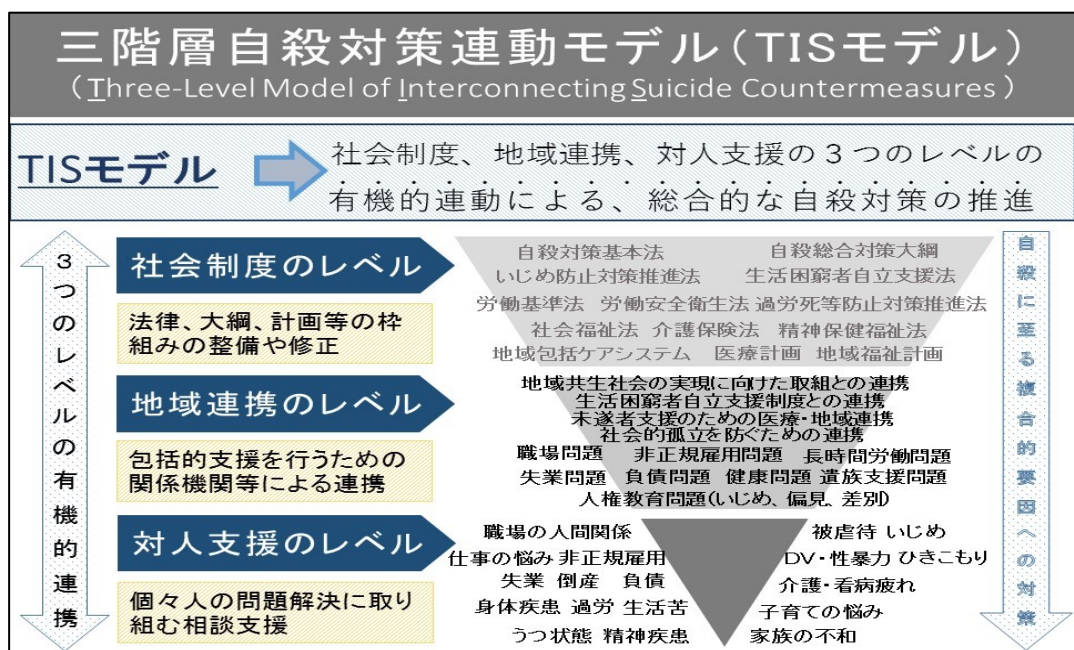 三階層自殺対策連動モデル(TISモデル)
(Three-Level Model of Interconnecting Suicide Countermeasures)
TISモデル
社会制度、地域連携、対人支援の３つのレベルの
有機的連動による、総合的な自殺対策の推進
３つのレベルの有機的連携
社会制度のレベル
法律、大綱、計画等の枠
組みの整備や修正
自殺対策基本法 自殺総合対策大綱
いじめ防止対策推進法 生活困窮者自立支援法
労働基準法 労働安全衛生法 過労死等防止対策推進法
社会福祉法 介護保険法 精神保健福祉法
地域包括ケアシステム 医療計画 地域福祉計画
地域連携のレベル
包括的支援を行うための
関係機関等による連携
地域共生社会の実現に向けた取組との連携
生活困窮者自立支援制度との連携
未遂者支援のための医療・地域連携
社会的孤立を防ぐための連携
職場問題 非正規雇用問題 長時間労働問題
失業問題 負債問題 健康問題 遺族支援問題
人権教育問題(いじめ、偏見、差別)
対人支援のレベル
個々人の問題解決に取り
組む相談支援
職場の人間関係 被虐待 いじめ
仕事の悩み 非正規雇用 DV・性暴力 ひきこもり
失業 倒産 負債 介護・看病疲れ
身体疾患 過労 生活苦 子育ての悩み
うつ状態 精神疾患 家族の不和
自殺に至る複合的要因への対策